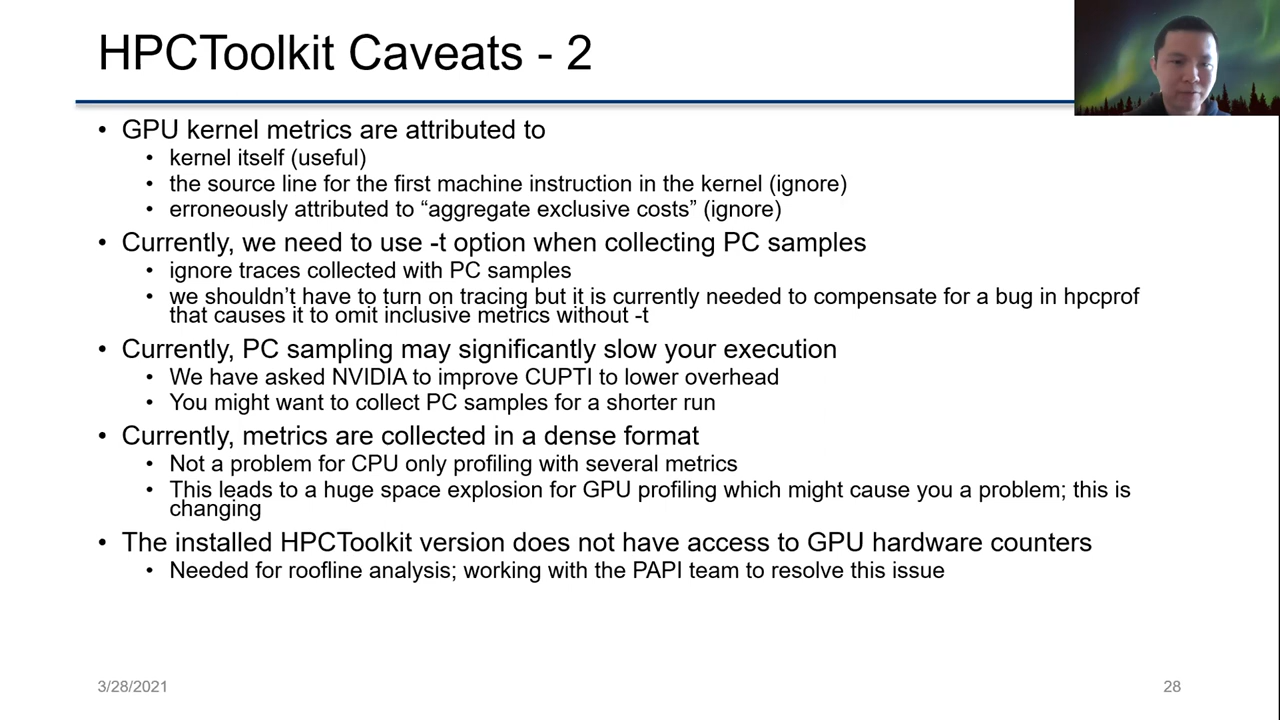 HPCToolkit Caveats - 2
• GPU kernel metrics are attributed to
• kernel itself (useful)
• the source line for the first machine instruction in the kernel (ignore)
• erroneously attributed to “aggregate exclusive costs” (ignore)
• Currently, we need to use -t option when collecting PC samples
• ignore traces collected with PC samples
• we shouldn’t have to turn on tracing but it is currently needed to compensate for a bug in hpcprof
that causes it to omit inclusive metrics without -t
• Currently, PC sampling may significantly slow your execution
• We have asked NVIDIA to improve CUPTI to lower overhead
• You might want to collect PC samples for a shorter run
• Currently, metrics are collected in a dense format
• Not a problem for CPU only profiling with several metrics
• This leads to a huge space explosion for GPU profiling which might cause you a problem; this is
changing
• The installed HPCToolkit version does not have access to GPU hardware counters
• Needed for roofline analysis; working with the PAPI team to resolve this issue
3/28/2021
28